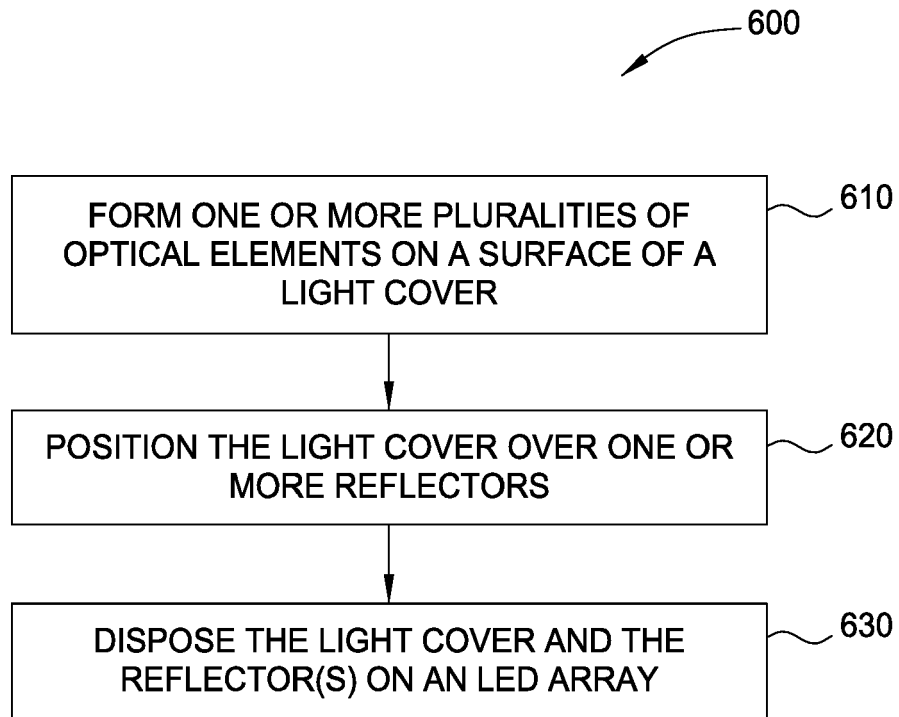 600
FORM ONE OR MORE PLURALITIES OF
OPTICAL ELEMENTS ON A SURFACE OF A
LIGHT COVER
610
POSITION THE LIGHT COVER OVER ONE OR
MORE REFLECTORS
620
DISPOSE THE LIGHT COVER AND THE
REFLECTOR(S) ON AN LED ARRAY
630